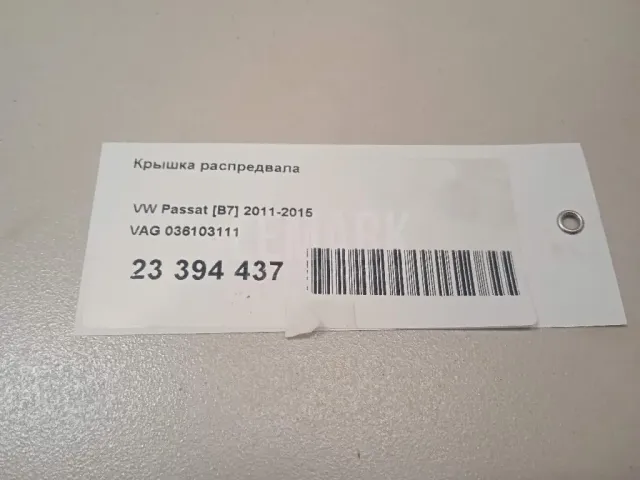 Крышка распредвала
VW Passat [B7] 2011-2015
VAG 036103111
23 394 437